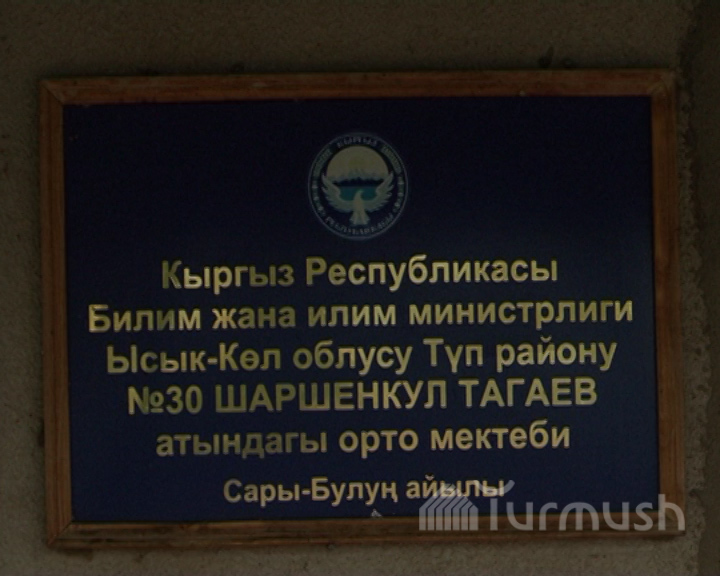 Кыргыз Республикасы
Билим жана илим министрлиги
Ысык-Көл облусу Түп району
№30 ШАРШЕНКУЛ ТАГАЕВ
атындагы орто мектеби
Сары-Булуң айылы
Turmush